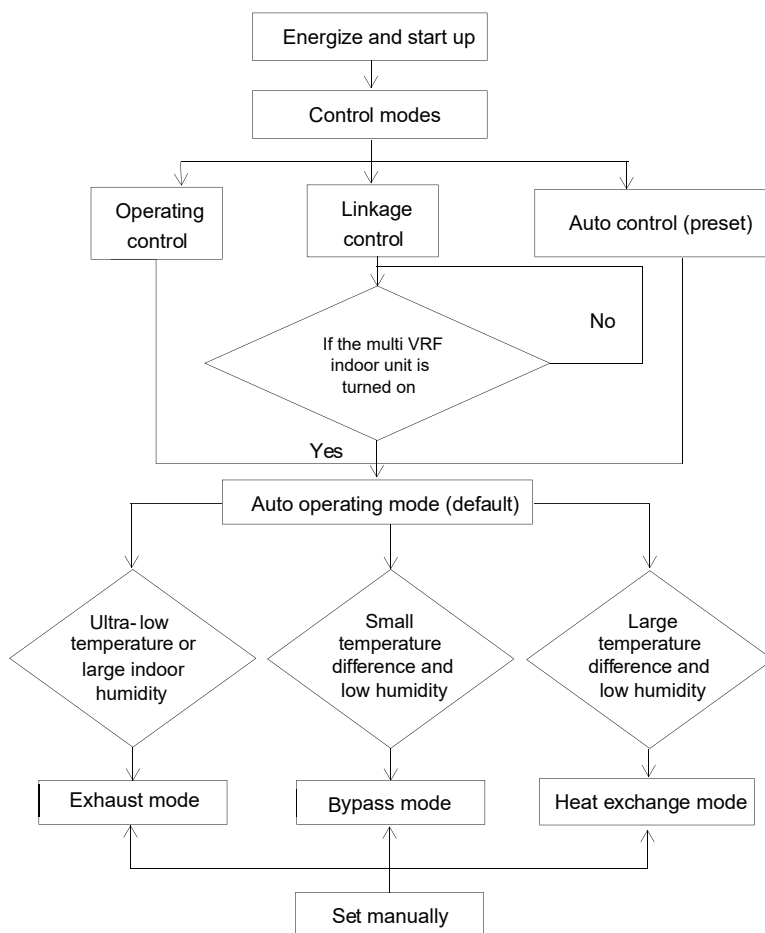 Energize and start up
Control modes
Operating
control
Linkage
control
Auto control (preset)
No
If the multi VRF
indoor unit is
turned on
Yes
Auto operating mode (default)
Ultra-low
temperature or
large indoor
humidity
Small
temperature
difference and
low humidity
Large
temperature
difference and
low humidity
Exhaust mode
Bypass mode
Heat exchange mode
Set manually